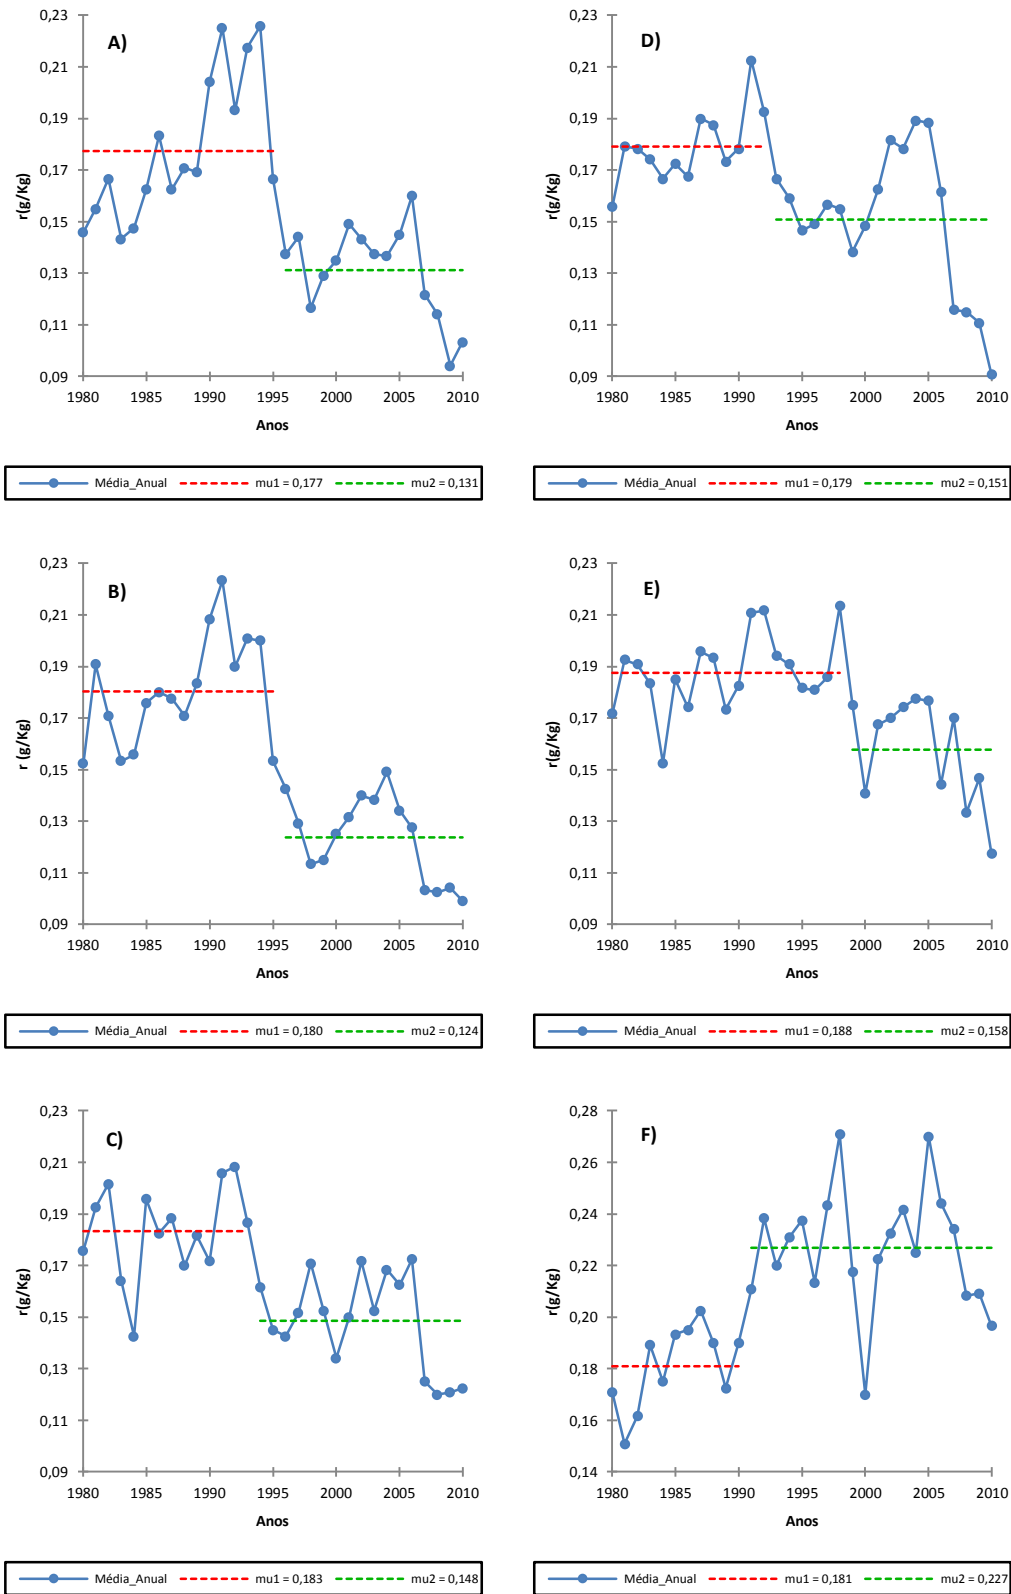 A)
r(g/Kg)
0,23
0,21
0,19
0,17
0,15
0,13
0,11
0,09
1980 1985 1990 1995 2000 2005 2010
Anos
Média_Anual mu1 = 0,177 mu2 = 0,131
D)
r(g/Kg)
0,23
0,21
0,19
0,17
0,15
0,13
0,11
0,09
1980 1985 1990 1995 2000 2005 2010
Anos
Média_Anual mu1 = 0,179 mu2 = 0,151
B)
r (g/Kg)
0,23
0,21
0,19
0,17
0,15
0,13
0,11
0,09
1980 1985 1990 1995 2000 2005 2010
Anos
Média_Anual mu1 = 0,180 mu2 = 0,124
E)
r(g/Kg)
0,23
0,21
0,19
0,17
0,15
0,13
0,11
0,09
1980 1985 1990 1995 2000 2005 2010
Anos
Média_Anual mu1 = 0,188 mu2 = 0,158
C)
r(g/Kg)
0,23
0,21
0,19
0,17
0,15
0,13
0,11
0,09
1980 1985 1990 1995 2000 2005 2010
Anos
Média_Anual mu1 = 0,183 mu2 = 0,148
F)
r(g/Kg)
0,28
0,26
0,24
0,22
0,20
0,18
0,16
0,14
1980 1985 1990 1995 2000 2005 2010
Anos
Média_Anual mu1 = 0,181 mu2 = 0,227